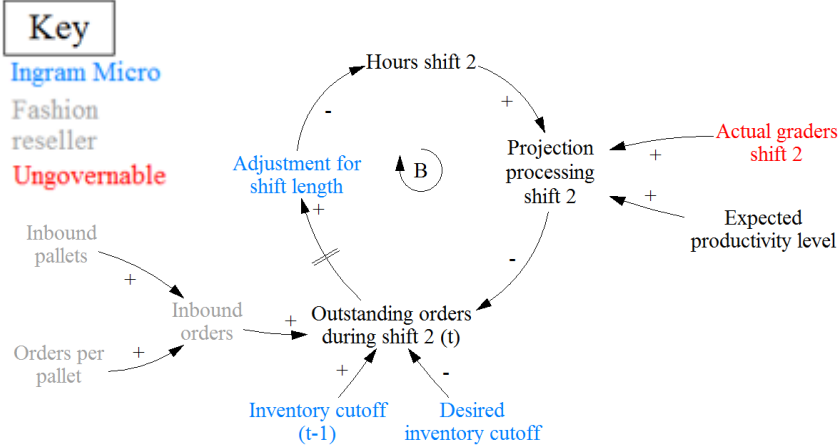 Key
Ingram Micro
Fashion
reseller
Ungovernable
Hours shift 2
-
+
Adjustment for
shift length
B
Projection
processing
shift 2
Actual graders
shift 2
+
+
Expected
productivity level
+
-
Inbound
pallets
+
Inbound
orders
+
Orders per
pallet
+
Outstanding orders
during shift 2 (t)
+
-
Inventory cutoff
(t-1)
Desired
inventory cutoff